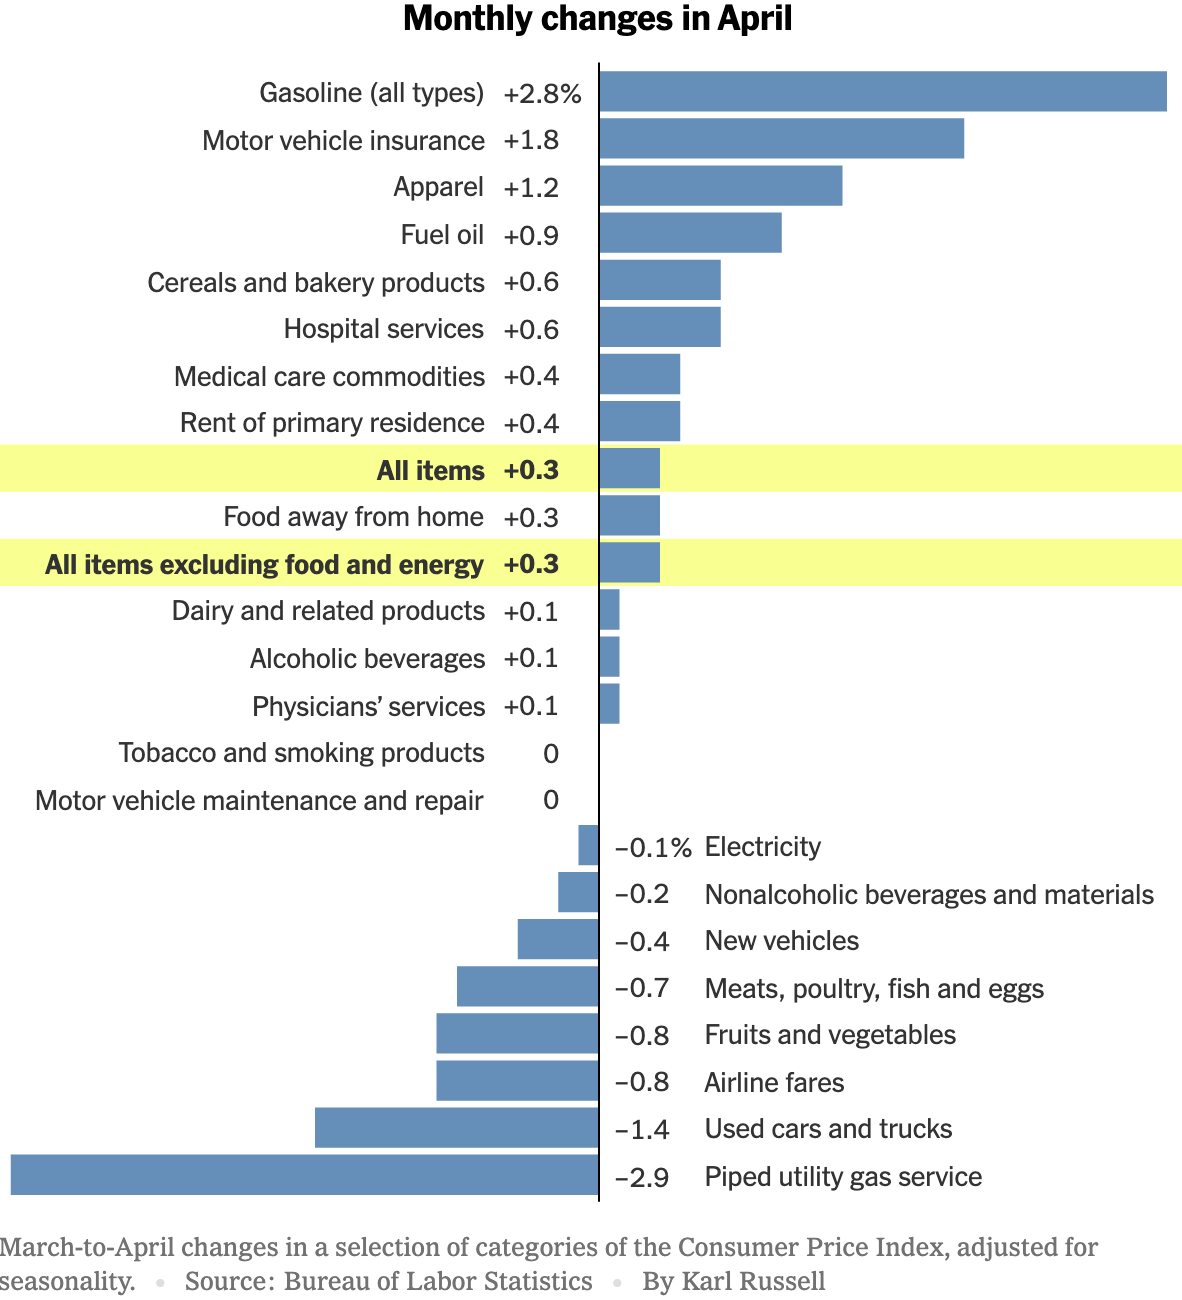 Monthly changes in April
Gasoline (all types) +2.8%
Motor vehicle insurance +1.8
Apparel +1.2
Fuel oil +0.9
Cereals and bakery products +0.6
Hospital services +0.6
Medical care commodities +0.4
Rent of primary residence +0.4
All items +0.3
Food away from home +0.3
All items excluding food and energy +0.3
Dairy and related products +0.1
Alcoholic beverages +0.1
Physicians’ services +0.1
Tobacco and smoking products 0
Motor vehicle maintenance and repair 0
–0.1% Electricity
–0.2 Nonalcoholic beverages and materials
–0.4 New vehicles
–0.7 Meats, poultry, fish and eggs
–0.8 Fruits and vegetables
–0.8 Airline fares
–1.4 Used cars and trucks
–2.9 Piped utility gas service
March-to-April changes in a selection of categories of the Consumer Price Index, adjusted for
seasonality. • Source: Bureau of Labor Statistics • By Karl Russell